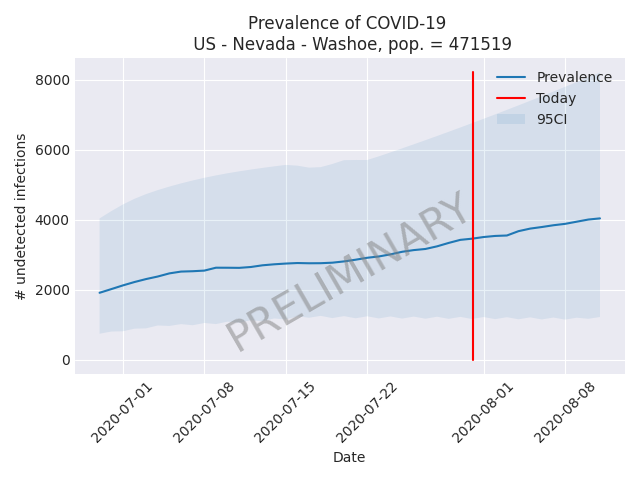 Prevalence of COVID-19
US - Nevada - Washoe, pop. = 471519
Prevalence
Today
95CI
# undetected infections
8000
6000
4000
2000
0
PRELIMINARY
2020-07-01
2020-07-08
2020-07-15
2020-07-22
2020-08-01
2020-08-08
Date